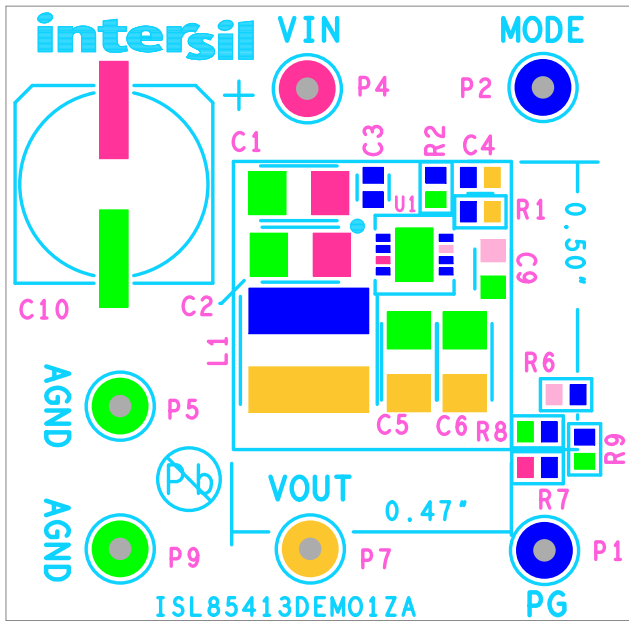 intersil
VIN
MODE
+
P4
P2
C1
C3
R2
C4
U1
R1
0.50"
C9
C10
C2
L1
R6
AGND
P5
C5
C6
R8
R9
Pb
VOUT
0.47"
R7
AGND
P9
P7
P1
ISL85413DEMO1ZA
PG